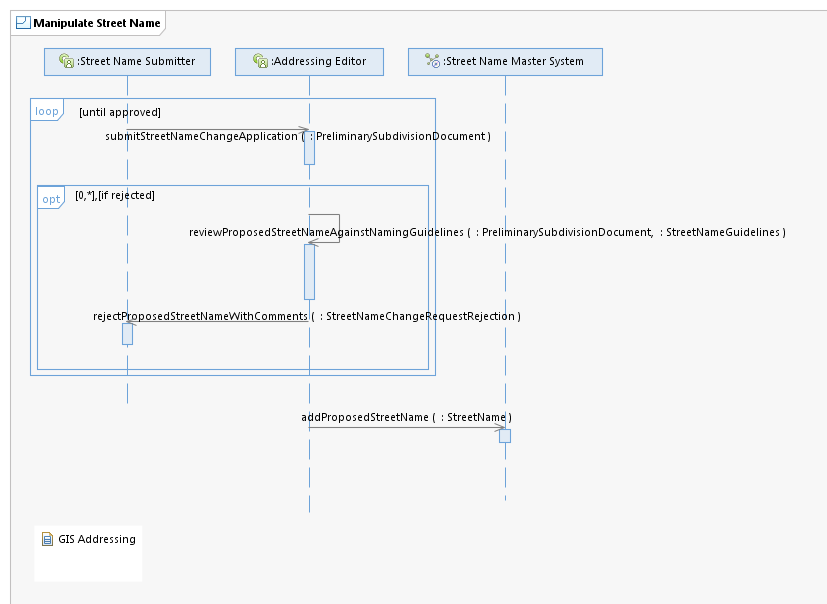 Manipulate Street Name
:Street Name Submitter
:Addressing Editor
:Street Name Master System
loop
[until approved]
submitStreetNameChangeApplication ( : PreliminarySubdivisionDocument )
opt
[0,*],[if rejected]
reviewProposedStreetNameAgainstNamingGuidelines ( : PreliminarySubdivisionDocument, : StreetNameGuidelines )
rejectProposedStreetNameWithComments ( : StreetNameChangeRequestRejection )
addProposedStreetName ( : StreetName )
GIS Addressing